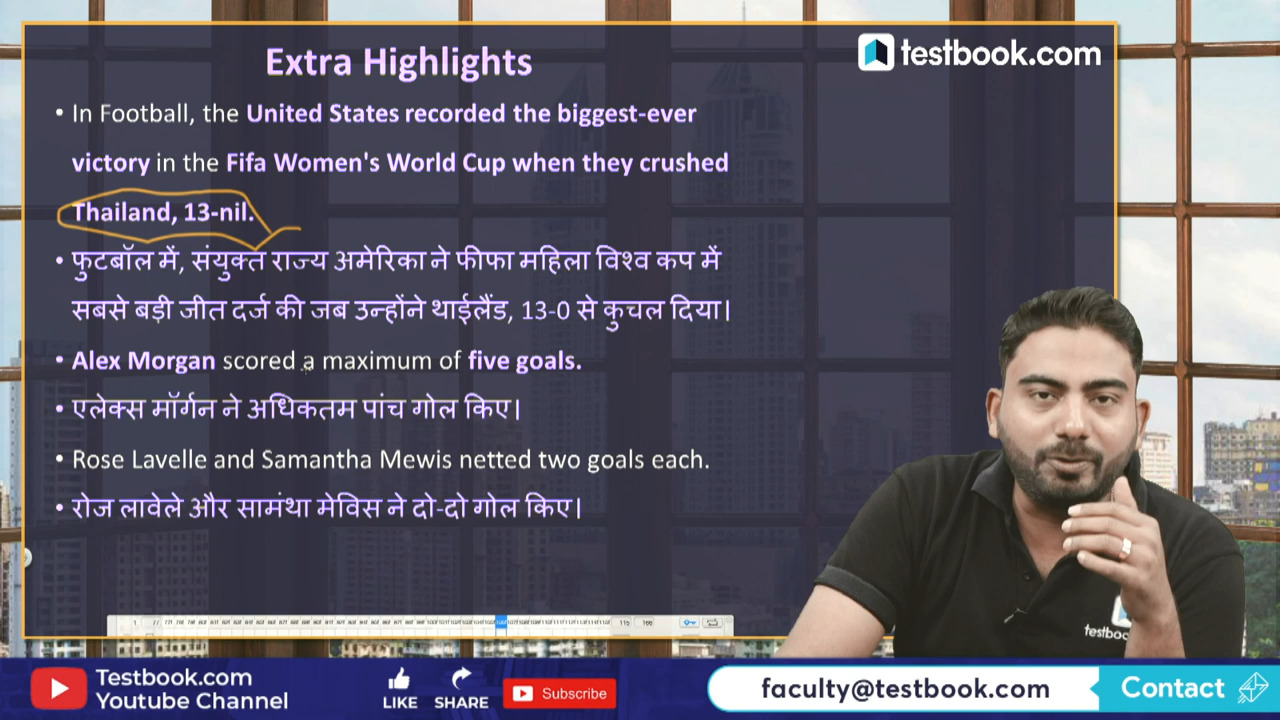 Extra Highlights
testbook.com
• In Football, the United States recorded the biggest-ever
victory in the Fifa Women's World Cup when they crushed
Thailand, 13-nil.
• फुटबॉल में, संयुक्त राज्य अमेरिका ने फीफा महिला विश्व कप में
सबसे बड़ी जीत दर्ज की जब उन्होंने थाईलैंड, 13-0 से कुचल दिया।
• Alex Morgan scored a maximum of five goals.
• एलेक्स मॉर्गन ने अधिकतम पांच गोल किए।
• Rose Lavelle and Samantha Mewis netted two goals each.
• रोज लावेले और सामंथा मेविस ने दो-दो गोल किए।
testboo
Testbook.com
Youtube Channel
LIKE
SHARE
Subscribe
faculty@testbook.com
Contact